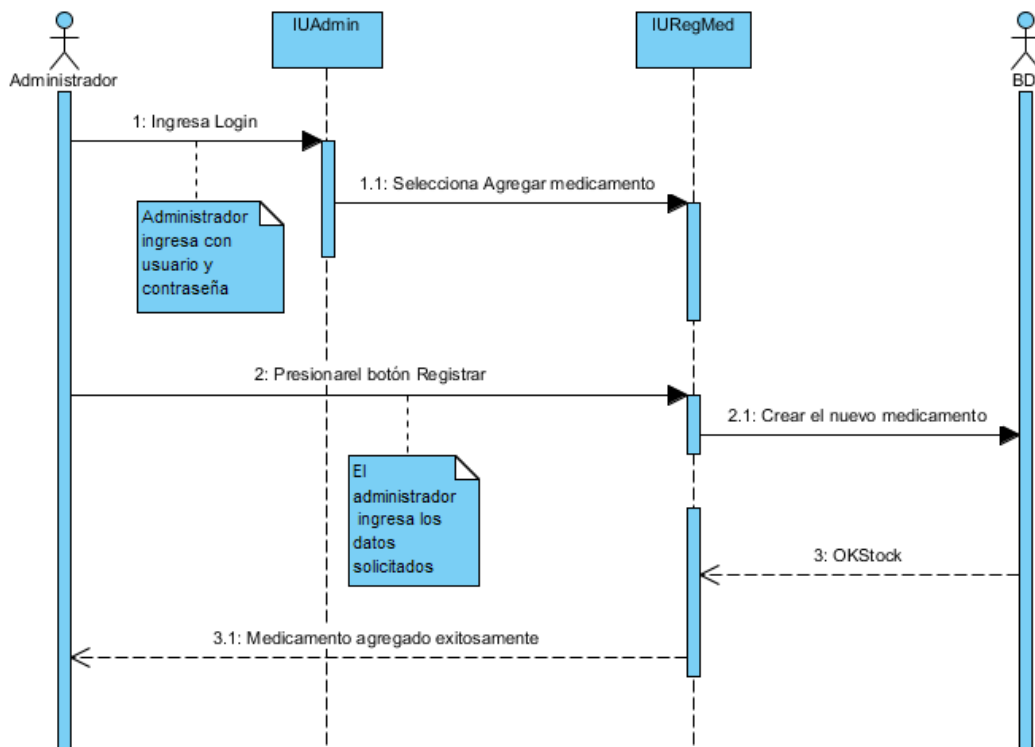 IUAdmin
IURegMed
Administrador
BD
1: Ingresa Login
1.1: Selecciona Agregar medicamento
Administrador
ingresa con
usuario y
contraseña
2: Presionarel botón Registrar
2.1: Crear el nuevo medicamento
El
administrador
ingresa los
datos
solicitados
3: OKStock
3.1: Medicamento agregado exitosamente